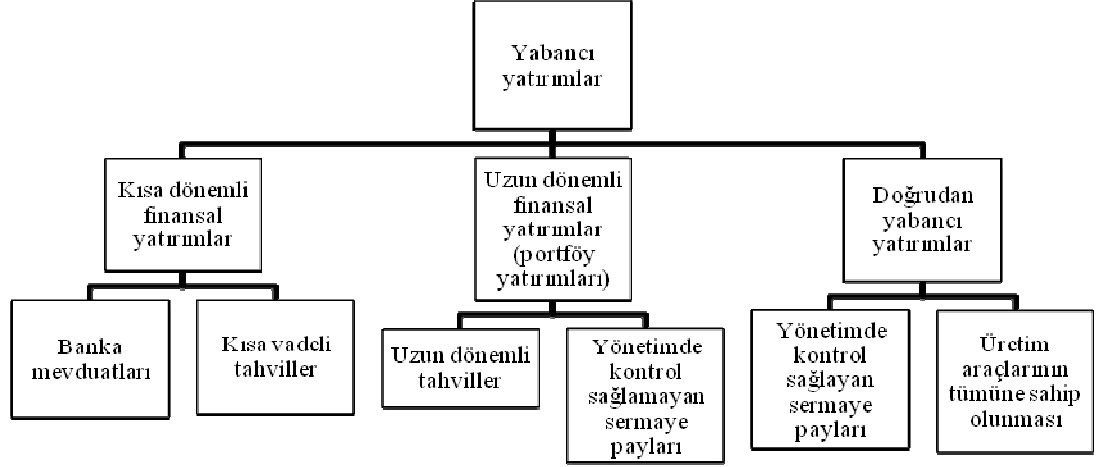 Yabancı
yatırımlar
Kısa dönemli
finansal
yatırımlar
Uzun dönemli
finansal
yatırımlar
(portföy
yatırımları)
Doğrudan
yabancı
yatırımlar
Banka
mevduatları
Kısa vadeli
tahviller
Uzun dönemli
tahviller
Yönetimde
kontrol
sağlamayan
sermaye
payları
Yönetimde
kontrol
sağlayan
sermaye
payları
Üretim
araçlarının
tümüne sahip
olunması